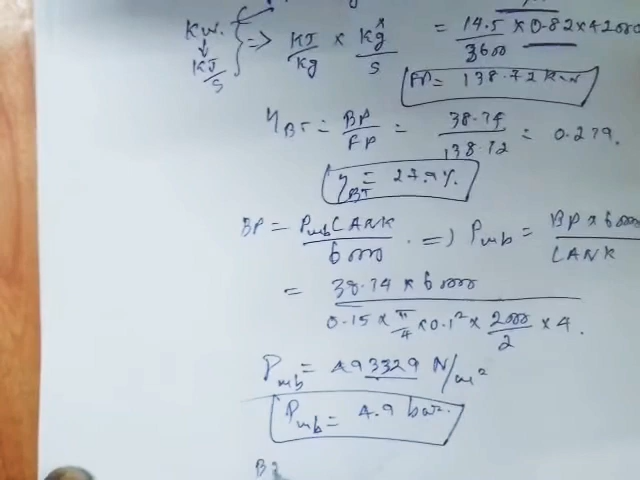 KW. => KJ/Kg × Kg/s = 14.5 × 0.82 × 42000 / 3600
KJ/s
FP = 138.72 KW
η_BT = BP/FP = 38.74/138.72 = 0.279.
η_BT = 27.9%.
BP = P_mb LANK / 60000 . => P_mb = BP × 60000 / LANK
= 38.74 × 60000 / 0.15 × π/4 × 0.1² × 2000/2 × 4.
P_mb = 493329 N/m²
P_mb = 4.9 bar.